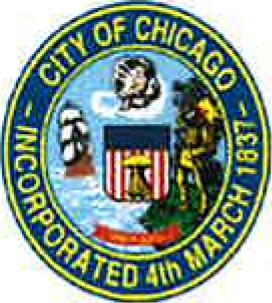 CITY OF CHICAGO
- INCORPORATED 4th MARCH 1837 -